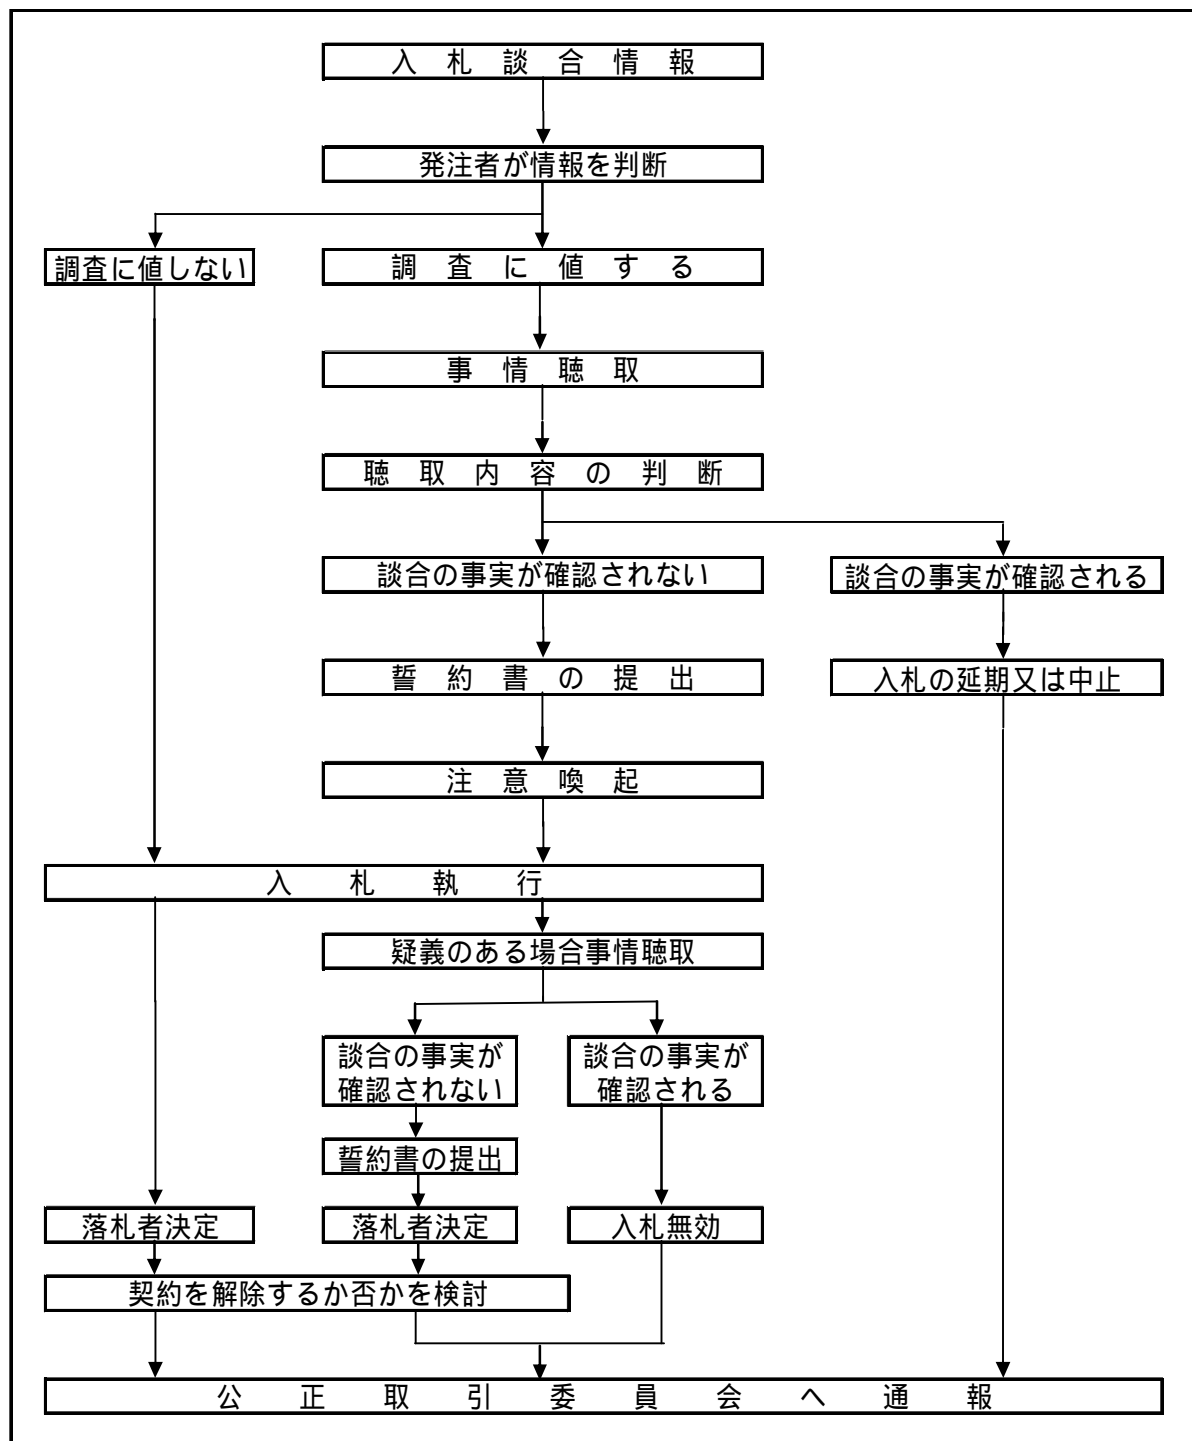 入札談合情報
発注者が情報を判断
調査に値しない
調査に値する
事情聴取
聴取内容の判断
談合の事実が確認されない
談合の事実が確認される
誓約書の提出
入札の延期又は中止
注意喚起
入札執行
疑義のある場合事情聴取
談合の事実が
確認されない
談合の事実が
確認される
誓約書の提出
落札者決定
落札者決定
入札無効
契約を解除するか否かを検討
公正取引委員会へ通報